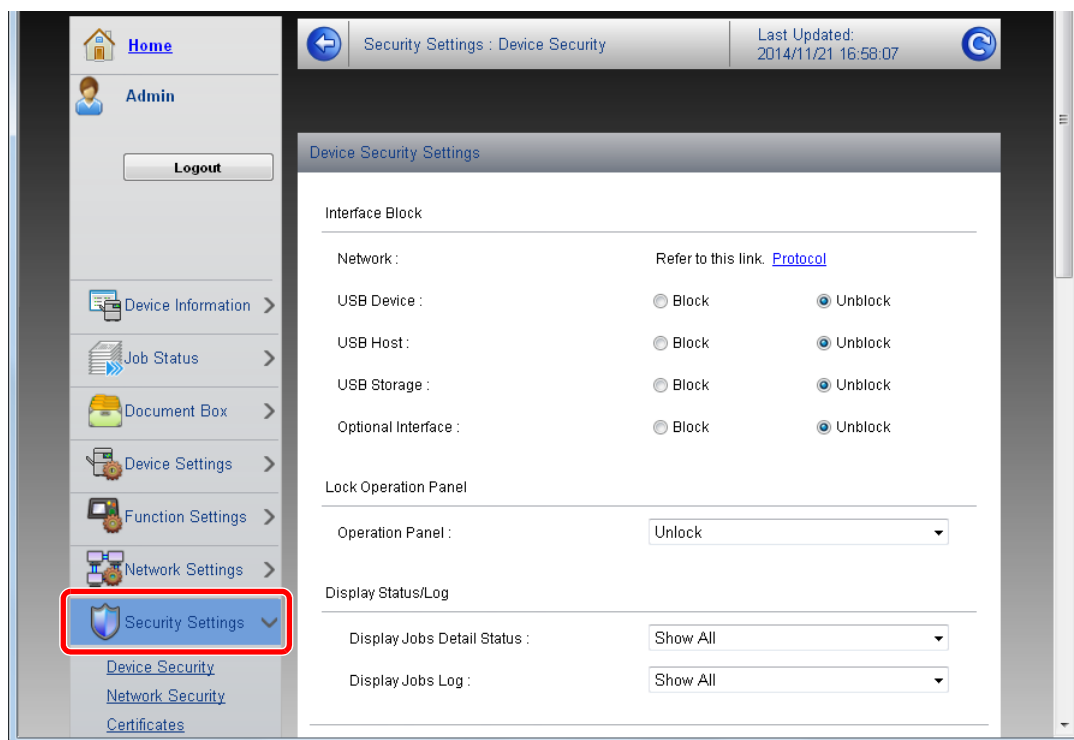 Home
Admin
Logout
Device Information
Job Status
Document Box
Device Settings
Function Settings
Network Settings
Security Settings
Device Security
Network Security
Certificates
Security Settings : Device Security
Last Updated:
2014/11/21 16:58:07
Device Security Settings
Interface Block
Network : Refer to this link. Protocol
USB Device : Block Unblock
USB Host : Block Unblock
USB Storage : Block Unblock
Optional Interface : Block Unblock
Lock Operation Panel
Operation Panel : Unlock
Display Status/Log
Display Jobs Detail Status : Show All
Display Jobs Log : Show All